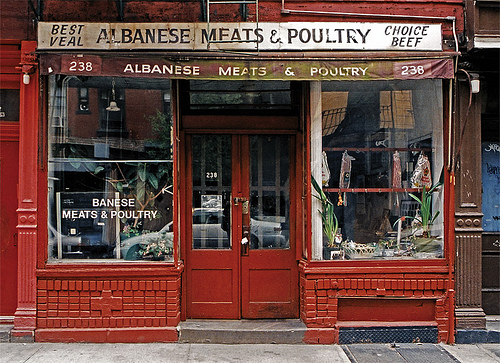 BEST VEAL
ALBANESE MEATS & POULTRY
CHOICE BEEF
238 ALBANESE MEATS & POULTRY 238
238
BANESE
MEATS & POULTRY